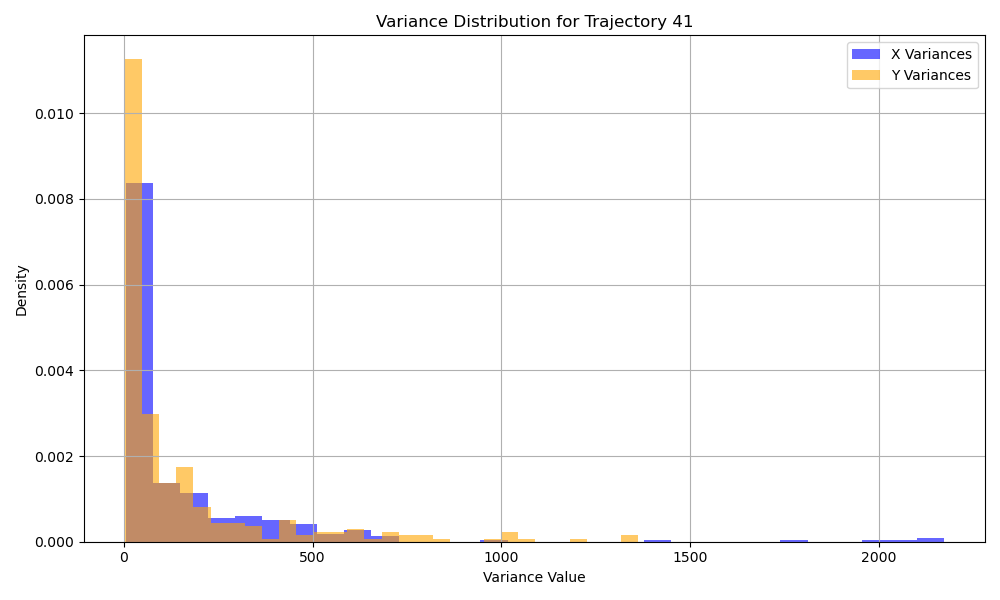 Variance Distribution for Trajectory 41
X Variances
Y Variances
Density
0.010
0.008
0.006
0.004
0.002
0.000
0
500
1000
1500
2000
Variance Value